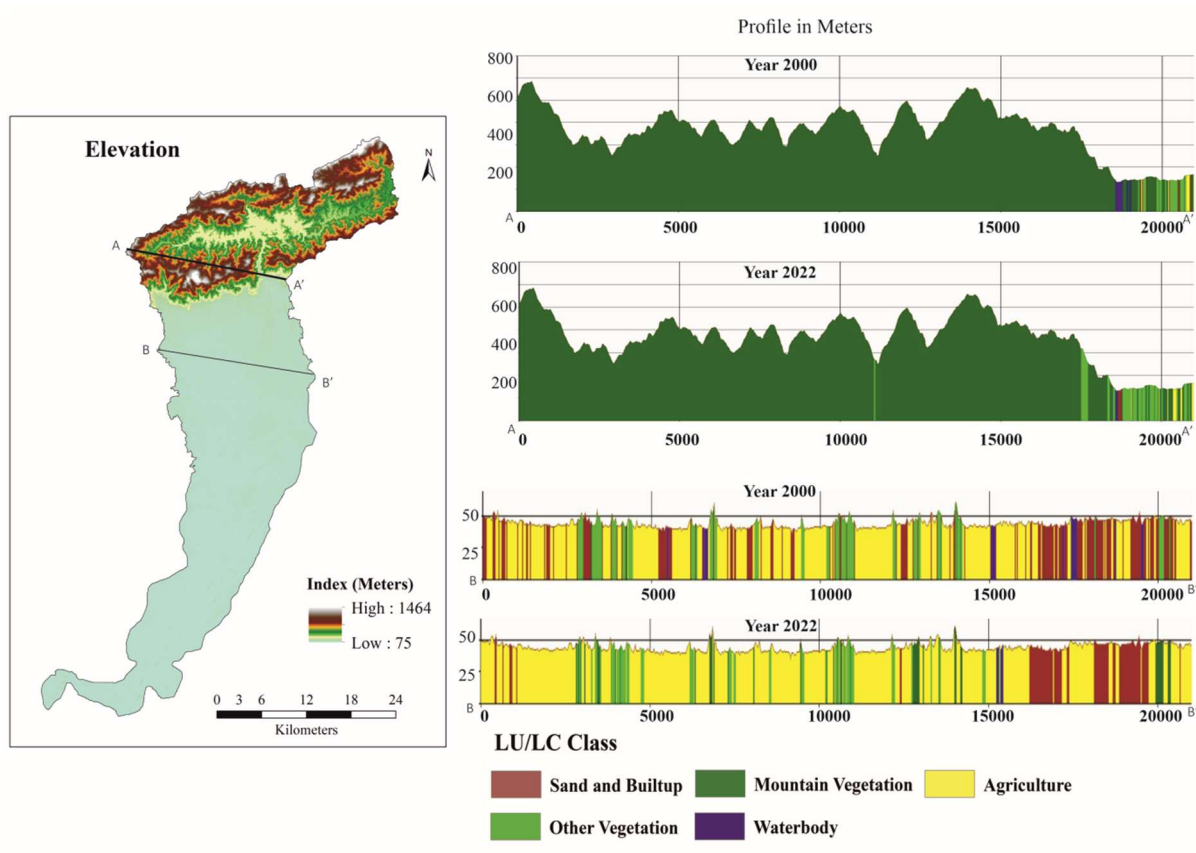 Profile in Meters
Elevation
N
A
A'
B
B'
Index (Meters)
High : 1464
Low : 75
0 3 6 12 18 24
Kilometers
Year 2000
800
600
400
200
A
A'
0 5000 10000 15000 20000
Year 2022
800
600
400
200
A
A'
0 5000 10000 15000 20000
Year 2000
50
25
B
B
0 5000 10000 15000 20000
Year 2022
50
25
B
B
0 5000 10000 15000 20000
LU/LC Class
Sand and Builtup Mountain Vegetation Agriculture
Other Vegetation Waterbody